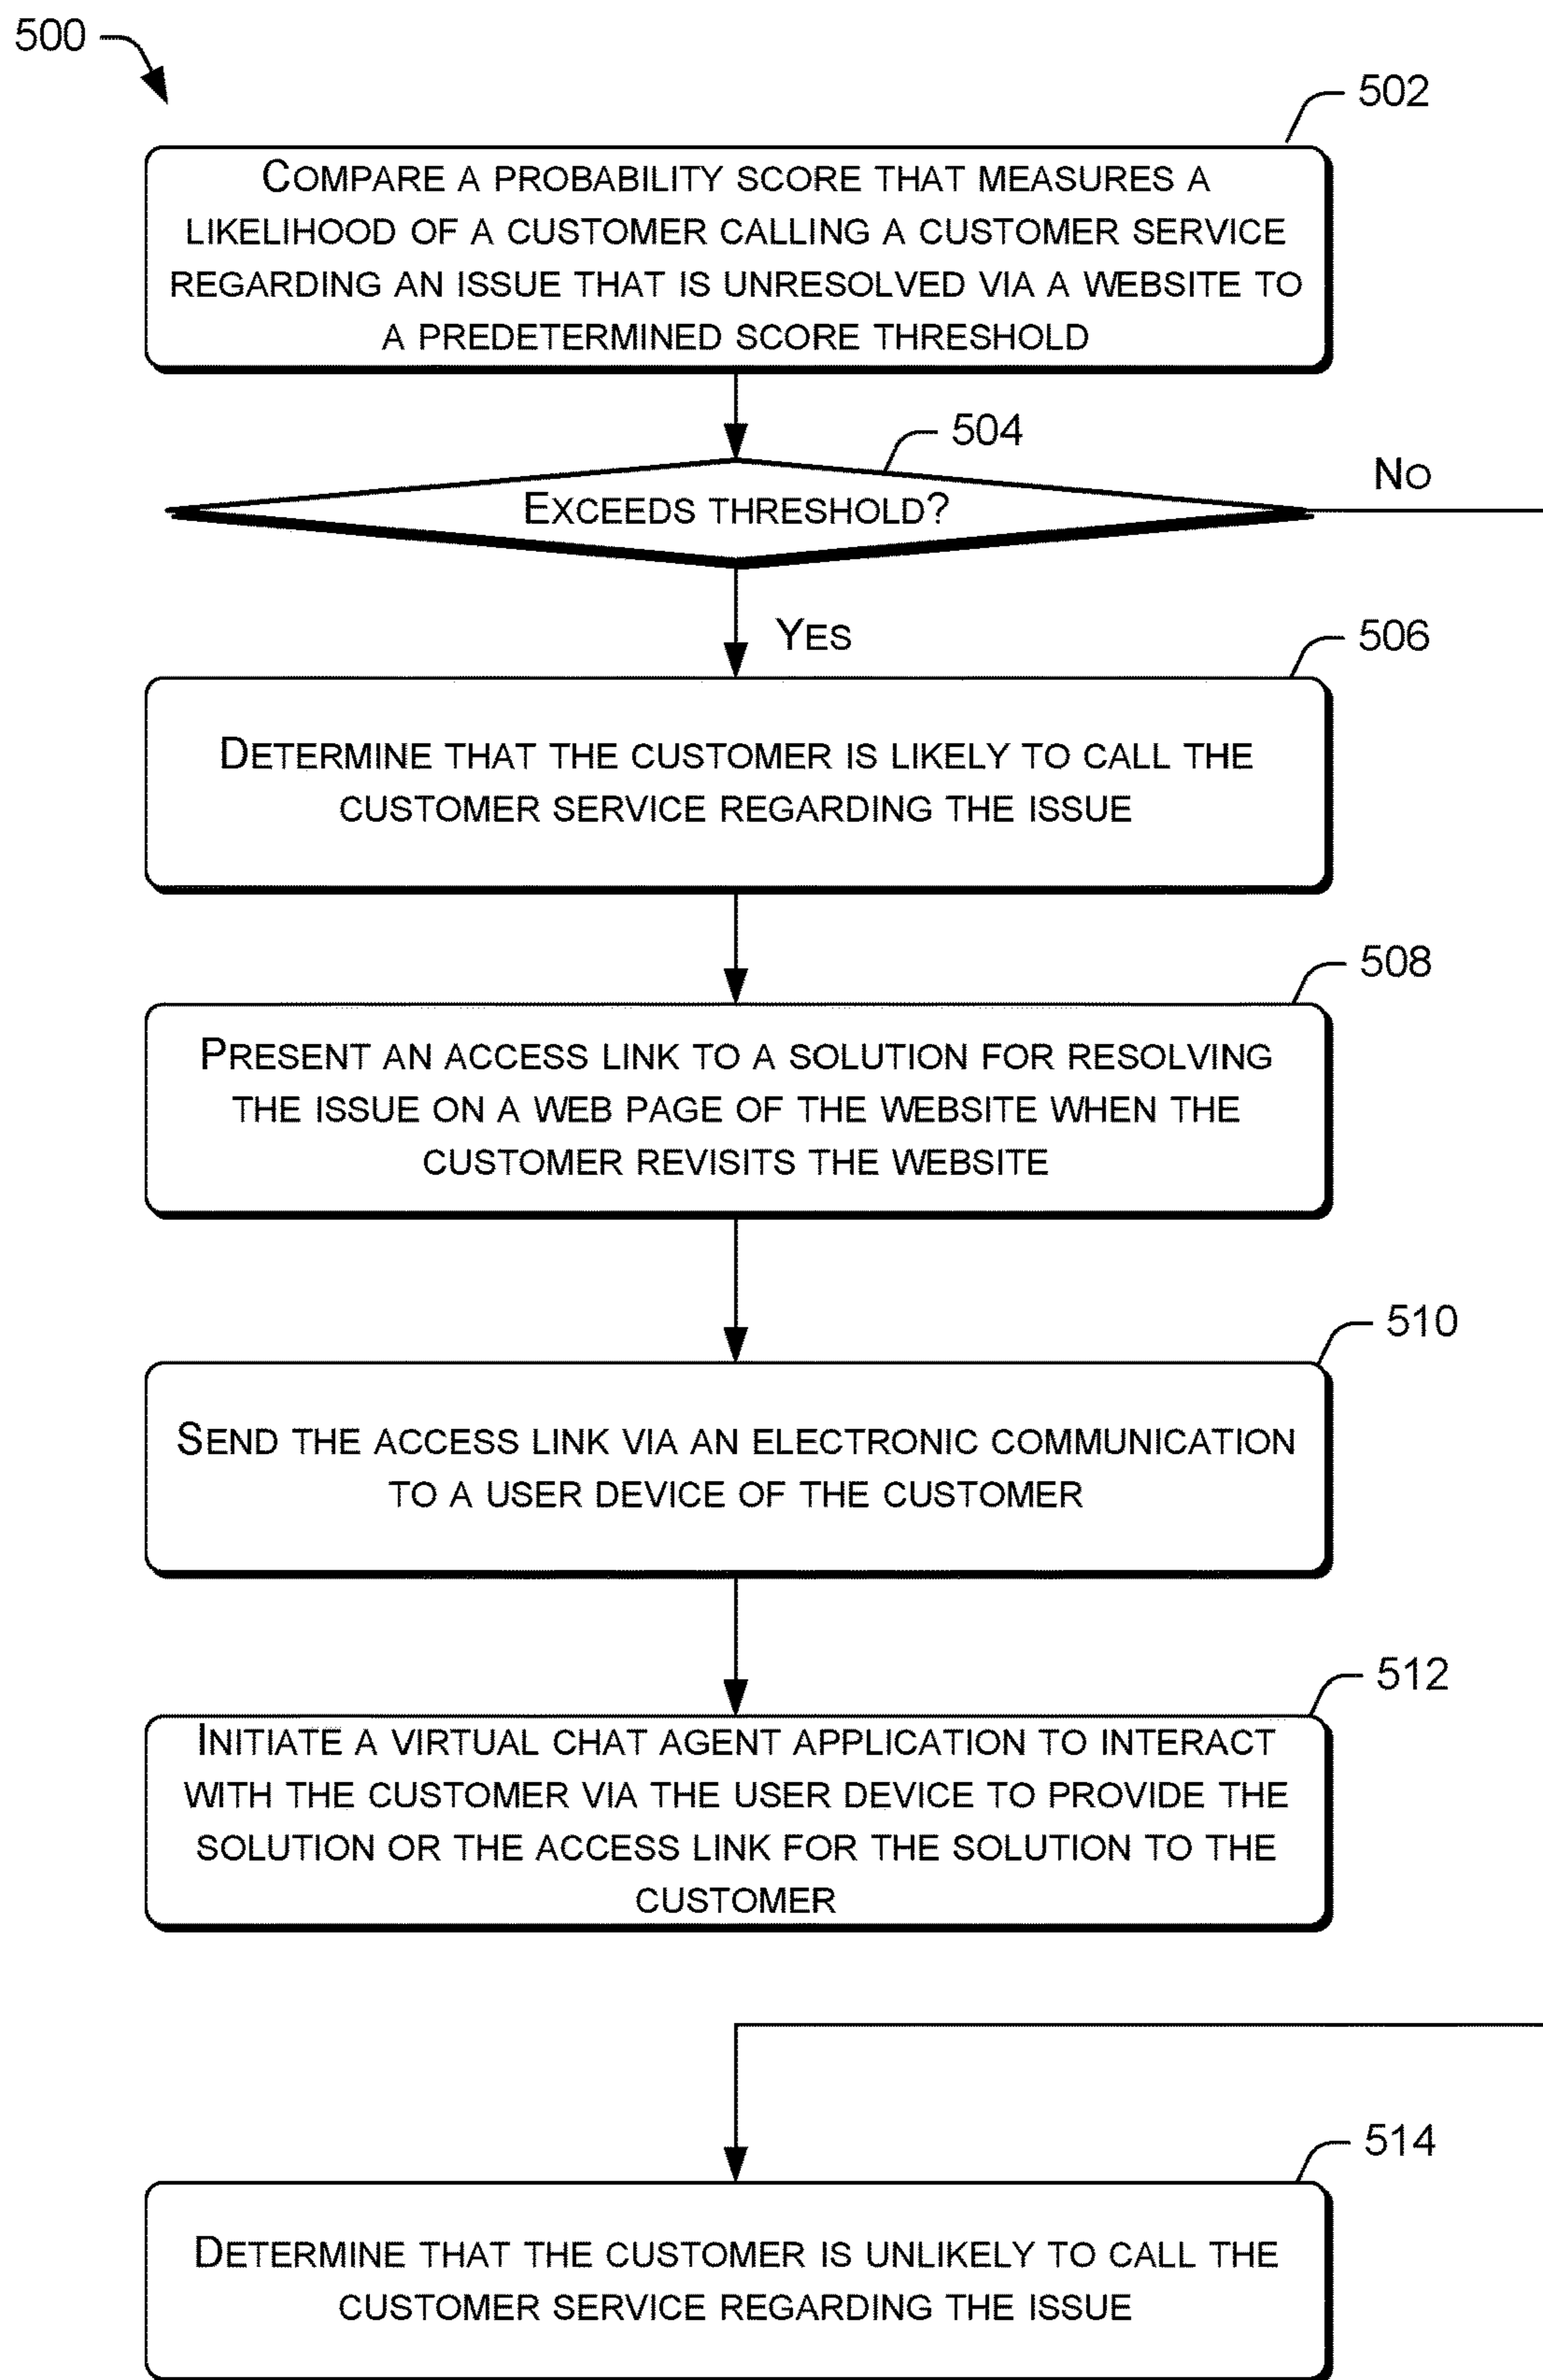 500
502
COMPARE A PROBABILITY SCORE THAT MEASURES A
LIKELIHOOD OF A CUSTOMER CALLING A CUSTOMER SERVICE
REGARDING AN ISSUE THAT IS UNRESOLVED VIA A WEBSITE TO
A PREDETERMINED SCORE THRESHOLD
504
EXCEEDS THRESHOLD?
NO
YES
506
DETERMINE THAT THE CUSTOMER IS LIKELY TO CALL THE
CUSTOMER SERVICE REGARDING THE ISSUE
508
PRESENT AN ACCESS LINK TO A SOLUTION FOR RESOLVING
THE ISSUE ON A WEB PAGE OF THE WEBSITE WHEN THE
CUSTOMER REVISITS THE WEBSITE
510
SEND THE ACCESS LINK VIA AN ELECTRONIC COMMUNICATION
TO A USER DEVICE OF THE CUSTOMER
512
INITIATE A VIRTUAL CHAT AGENT APPLICATION TO INTERACT
WITH THE CUSTOMER VIA THE USER DEVICE TO PROVIDE THE
SOLUTION OR THE ACCESS LINK FOR THE SOLUTION TO THE
CUSTOMER
514
DETERMINE THAT THE CUSTOMER IS UNLIKELY TO CALL THE
CUSTOMER SERVICE REGARDING THE ISSUE